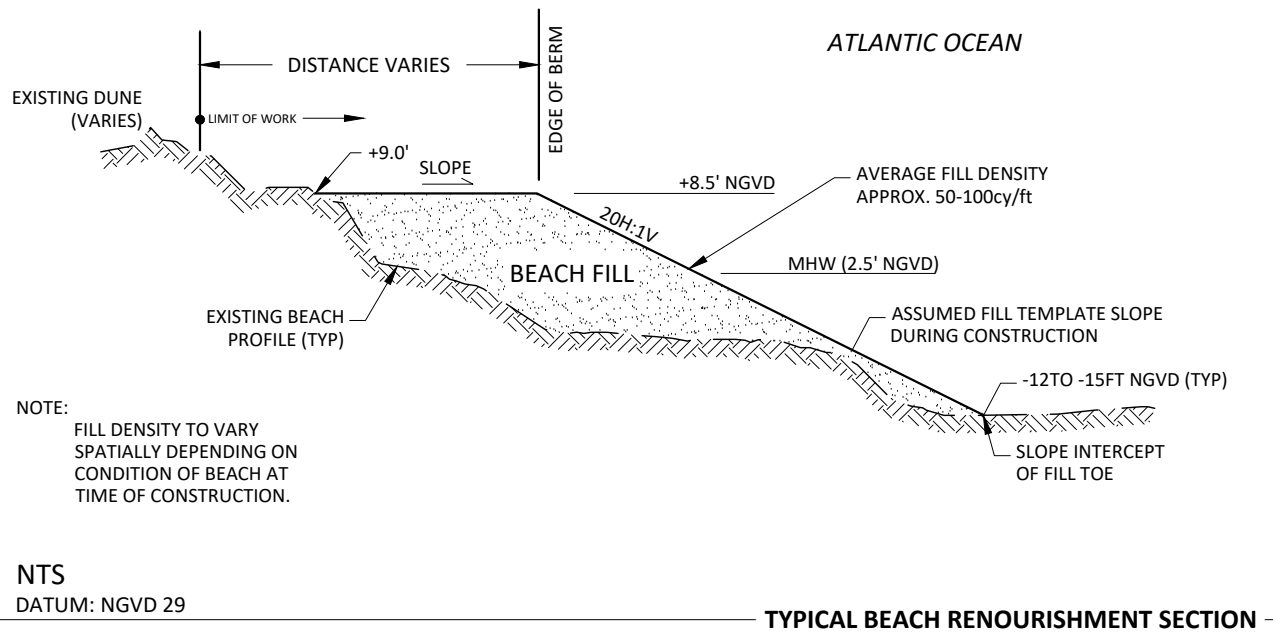 ATLANTIC OCEAN
EDGE OF BERM
DISTANCE VARIES
EXISTING DUNE
(VARIES)
LIMIT OF WORK
+9.0'
SLOPE
+8.5' NGVD
AVERAGE FILL DENSITY
APPROX. 50-100cy/ft
20H:1V
MHW (2.5' NGVD)
BEACH FILL
EXISTING BEACH
PROFILE (TYP)
ASSUMED FILL TEMPLATE SLOPE
DURING CONSTRUCTION
-12TO -15FT NGVD (TYP)
SLOPE INTERCEPT
OF FILL TOE
NOTE:
FILL DENSITY TO VARY
SPATIALLY DEPENDING ON
CONDITION OF BEACH AT
TIME OF CONSTRUCTION.
NTS
DATUM: NGVD 29
TYPICAL BEACH RENOURISHMENT SECTION